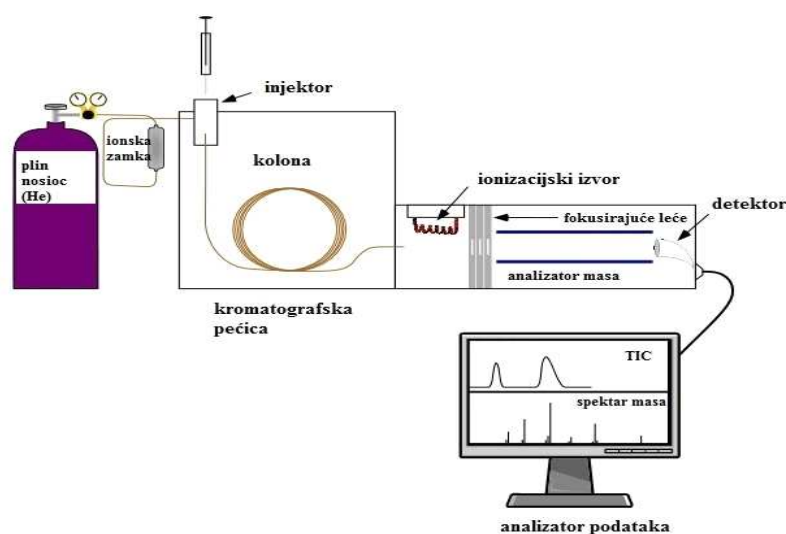 injektor
ionska
zamka
plin
nosioc
(He)
kolona
ionizacijski izvor
fokusirajuće leće
detektor
analizator masa
kromatografska
pećica
TIC
spektar masa
analizator podataka